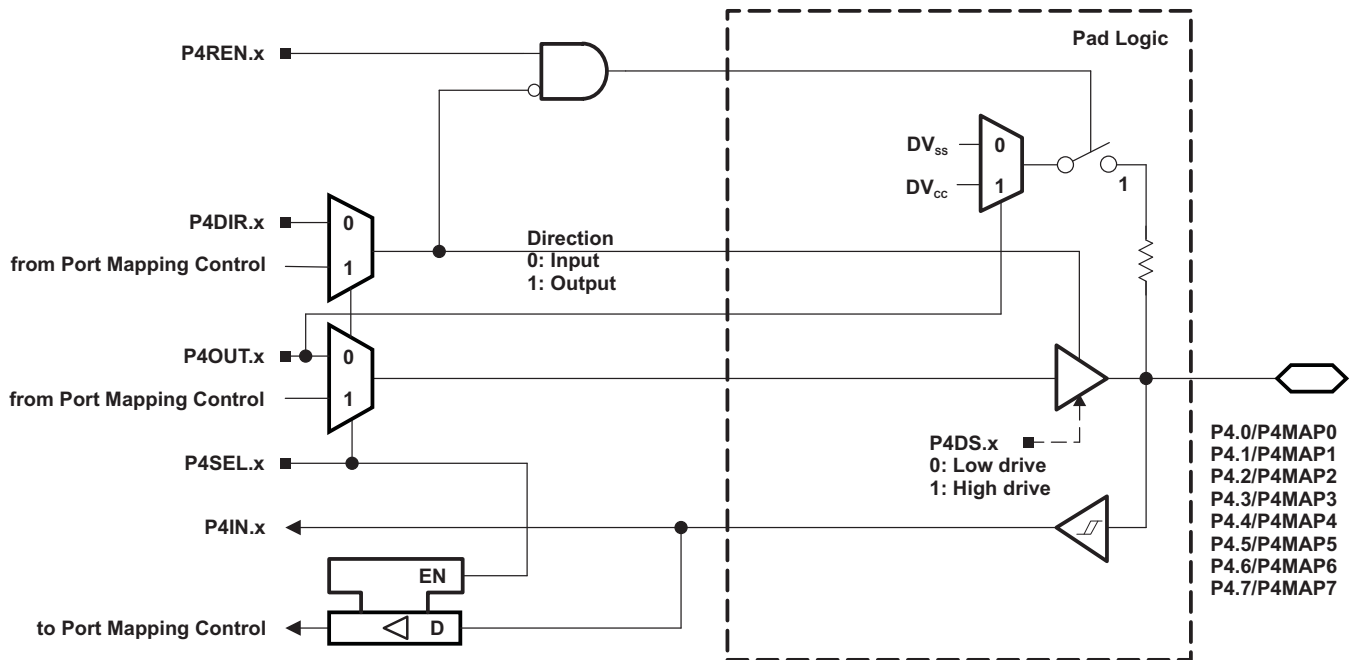 Pad Logic
P4REN.x
DVSS
0
DVCC
1
1
P4DIR.x
0
from Port Mapping Control
1
Direction
0: Input
1: Output
P4OUT.x
0
from Port Mapping Control
1
P4SEL.x
P4DS.x
0: Low drive
1: High drive
P4IN.x
EN
to Port Mapping Control
D
P4.0/P4MAP0
P4.1/P4MAP1
P4.2/P4MAP2
P4.3/P4MAP3
P4.4/P4MAP4
P4.5/P4MAP5
P4.6/P4MAP6
P4.7/P4MAP7